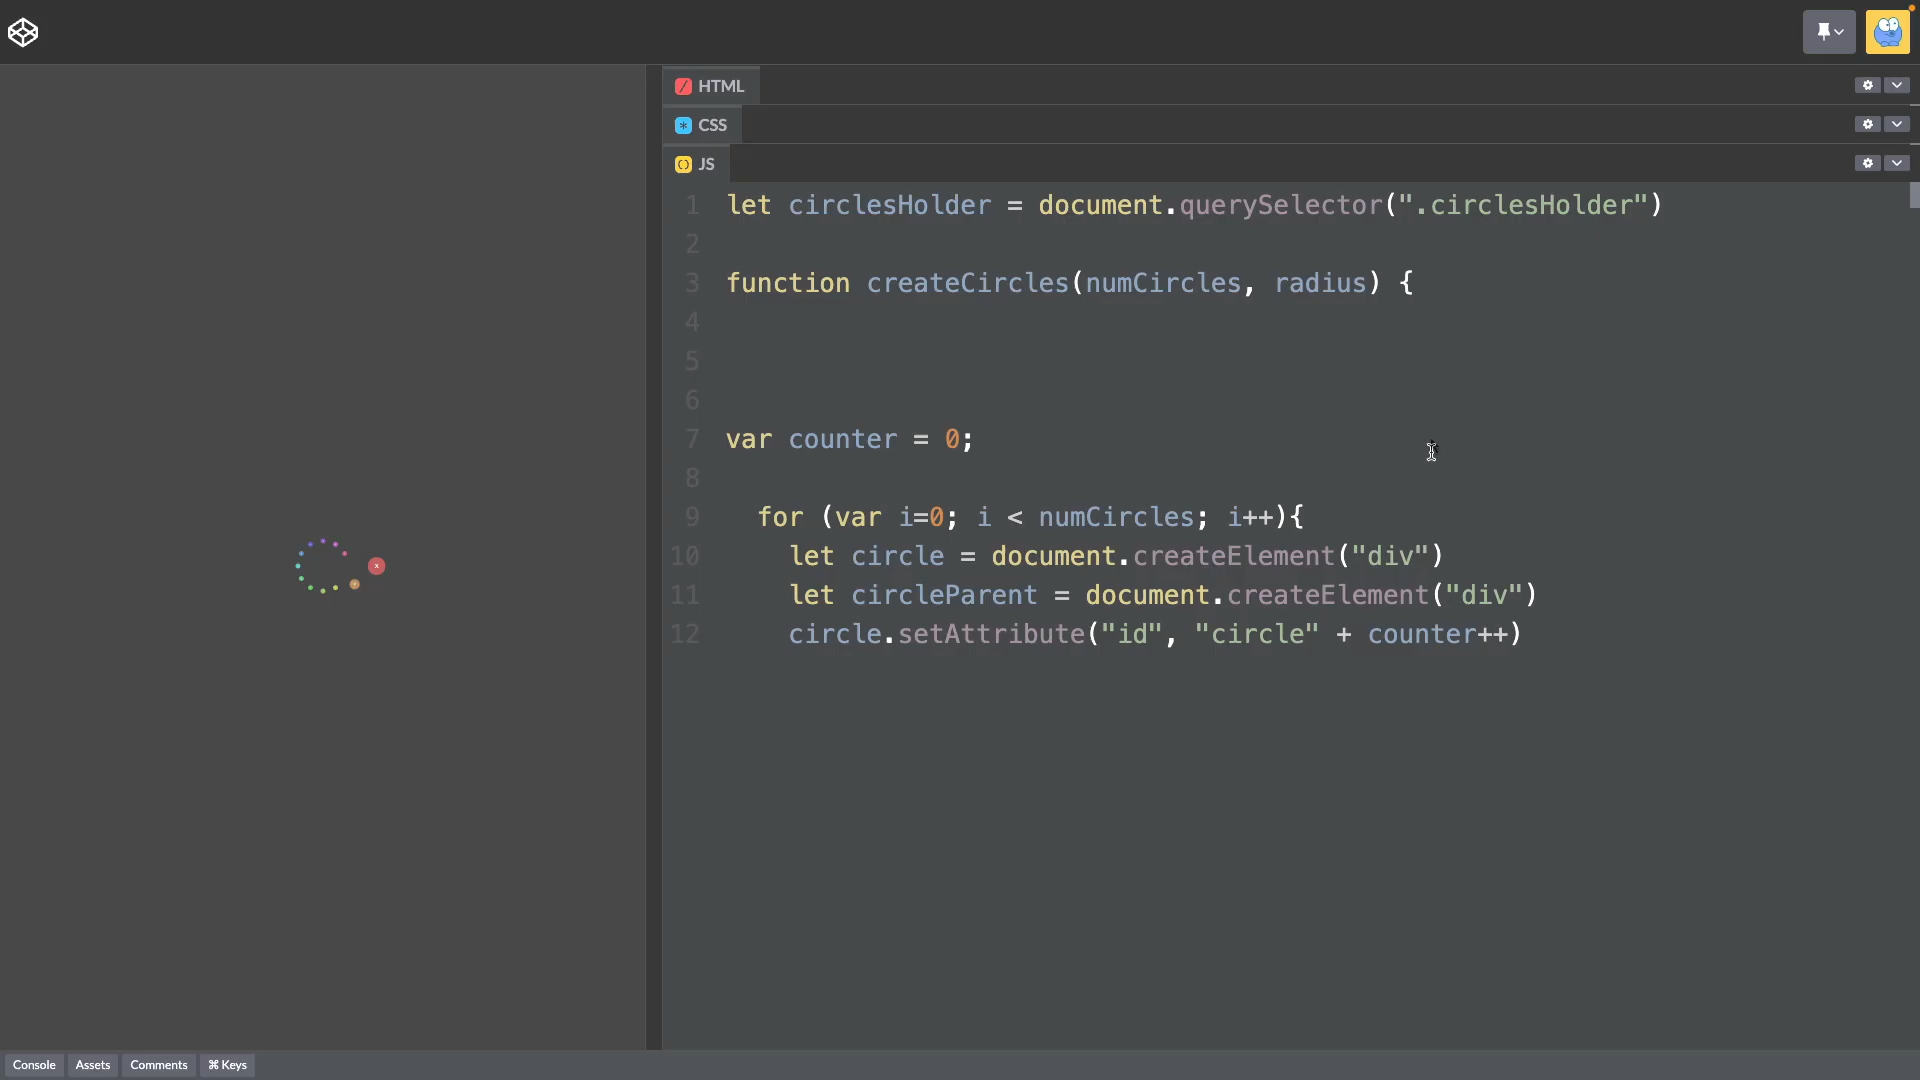 HTML
CSS
JS
1 let circlesHolder = document.querySelector(".circlesHolder")
2
3 function createCircles(numCircles, radius) {
4
5
6
7 var counter = 0;
8
9 for (var i=0; i < numCircles; i++){
10 let circle = document.createElement("div")
11 let circleParent = document.createElement("div")
12 circle.setAttribute("id", "circle" + counter++)
x
Console Assets Comments ⌘ Keys